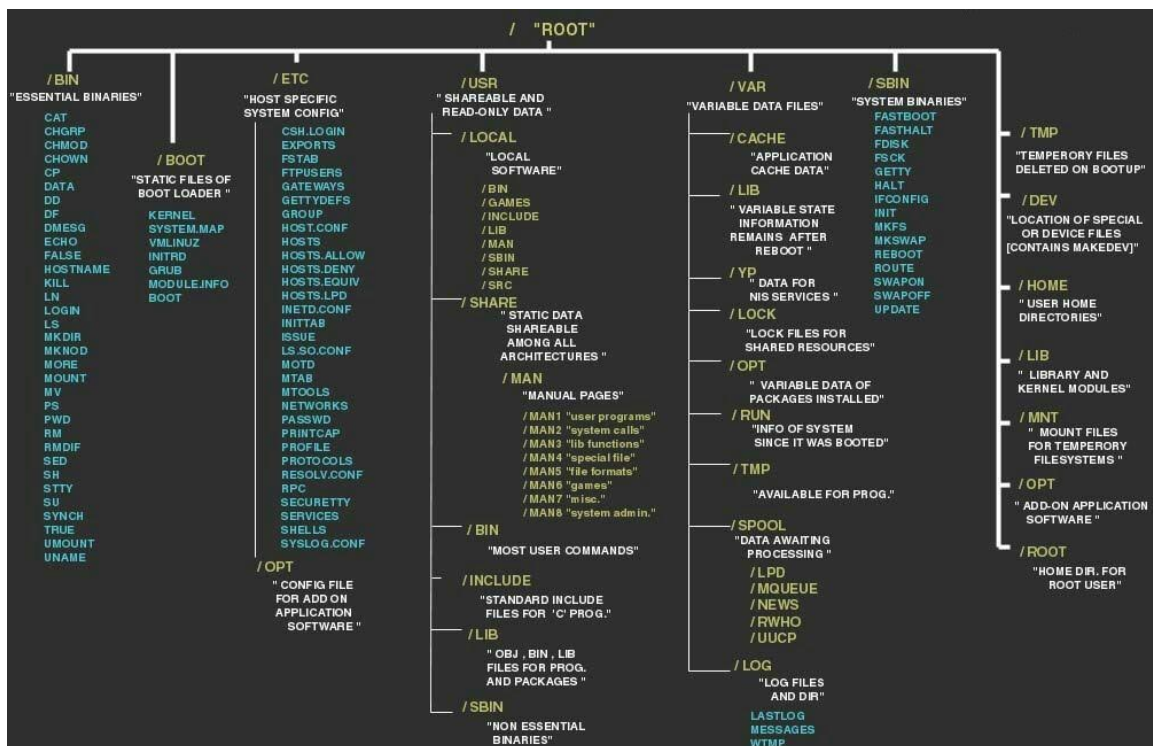 / "ROOT"
/BIN
"ESSENTIAL BINARIES"
CAT
CHGRP
CHMOD
CHOWN
CP
DATA
DD
DF
DMESG
ECHO
FALSE
HOSTNAME
KILL
LN
LOGIN
LS
MKDIR
MKNOD
MORE
MOUNT
MV
PS
PWD
RM
RMDIF
SED
SH
STTY
SU
SYNCH
TRUE
UMOUNT
UNAME
/BOOT
"STATIC FILES OF
BOOT LOADER "
KERNEL
SYSTEM.MAP
VMLINUZ
INITRD
GRUB
MODULE.INFO
BOOT
/ETC
"HOST SPECIFIC
SYSTEM CONFIG"
CSH.LOGIN
EXPORTS
FSTAB
FTPUSERS
GATEWAYS
GETTYDEFS
GROUP
HOST.CONF
HOSTS
HOSTS.ALLOW
HOSTS.DENY
HOSTS.EQUIV
HOSTS.LPD
INETD.CONF
INITTAB
ISSUE
LS.SO.CONF
MOTD
MTAB
MTOOLS
NETWORKS
PASSWD
PRINTCAP
PROFILE
PROTOCOLS
RESOLV.CONF
RPC
SECURETTY
SERVICES
SHELLS
SYSLOG.CONF
/OPT
" CONFIG FILE
FOR ADD ON
APPLICATION
SOFTWARE "
/USR
" SHAREABLE AND
READ-ONLY DATA "
/LOCAL
"LOCAL
SOFTWARE"
/BIN
/GAMES
/INCLUDE
/LIB
/MAN
/SBIN
/SHARE
/SRC
/SHARE
" STATIC DATA
SHAREABLE
AMONG ALL
ARCHITECTURES "
/MAN
"MANUAL PAGES"
/MAN1 "user programs"
/MAN2 "system calls"
/MAN3 "lib functions"
/MAN4 "special file"
/MAN5 "file formats"
/MAN6 "games"
/MAN7 "misc."
/MAN8 "system admin."
/BIN
"MOST USER COMMANDS"
/INCLUDE
"STANDARD INCLUDE
FILES FOR 'C' PROG."
/LIB
" OBJ , BIN , LIB
FILES FOR PROG.
AND PACKAGES "
/SBIN
"NON ESSENTIAL
BINARIES"
/VAR
"VARIABLE DATA FILES"
/CACHE
"APPLICATION
CACHE DATA"
/LIB
" VARIABLE STATE
INFORMATION
REMAINS AFTER
REBOOT "
/YP
" DATA FOR
NIS SERVICES "
/LOCK
"LOCK FILES FOR
SHARED RESOURCES"
/OPT
" VARIABLE DATA OF
PACKAGES INSTALLED"
/RUN
"INFO OF SYSTEM
SINCE IT WAS BOOTED"
/TMP
"AVAILABLE FOR PROG."
/SPOOL
"DATA AWAITING
PROCESSING "
/LPD
/MQUEUE
/NEWS
/RWHO
/UUCP
/LOG
"LOG FILES
AND DIR"
LASTLOG
MESSAGES
WTMP
/SBIN
"SYSTEM BINARIES"
FASTBOOT
FASTHALT
FDISK
FSCK
GETTY
HALT
IFCONFIG
INIT
MKFS
MKSWAP
REBOOT
ROUTE
SWAPON
SWAPOFF
UPDATE
/TMP
"TEMPERORY FILES
DELETED ON BOOTUP"
/DEV
"LOCATION OF SPECIAL
OR DEVICE FILES
[CONTAINS MAKEDEV]"
/HOME
" USER HOME
DIRECTORIES"
/LIB
" LIBRARY AND
KERNEL MODULES"
/MNT
" MOUNT FILES
FOR TEMPERORY
FILESYSTEMS "
/OPT
" ADD-ON APPLICATION
SOFTWARE "
/ROOT
"HOME DIR. FOR
ROOT USER"